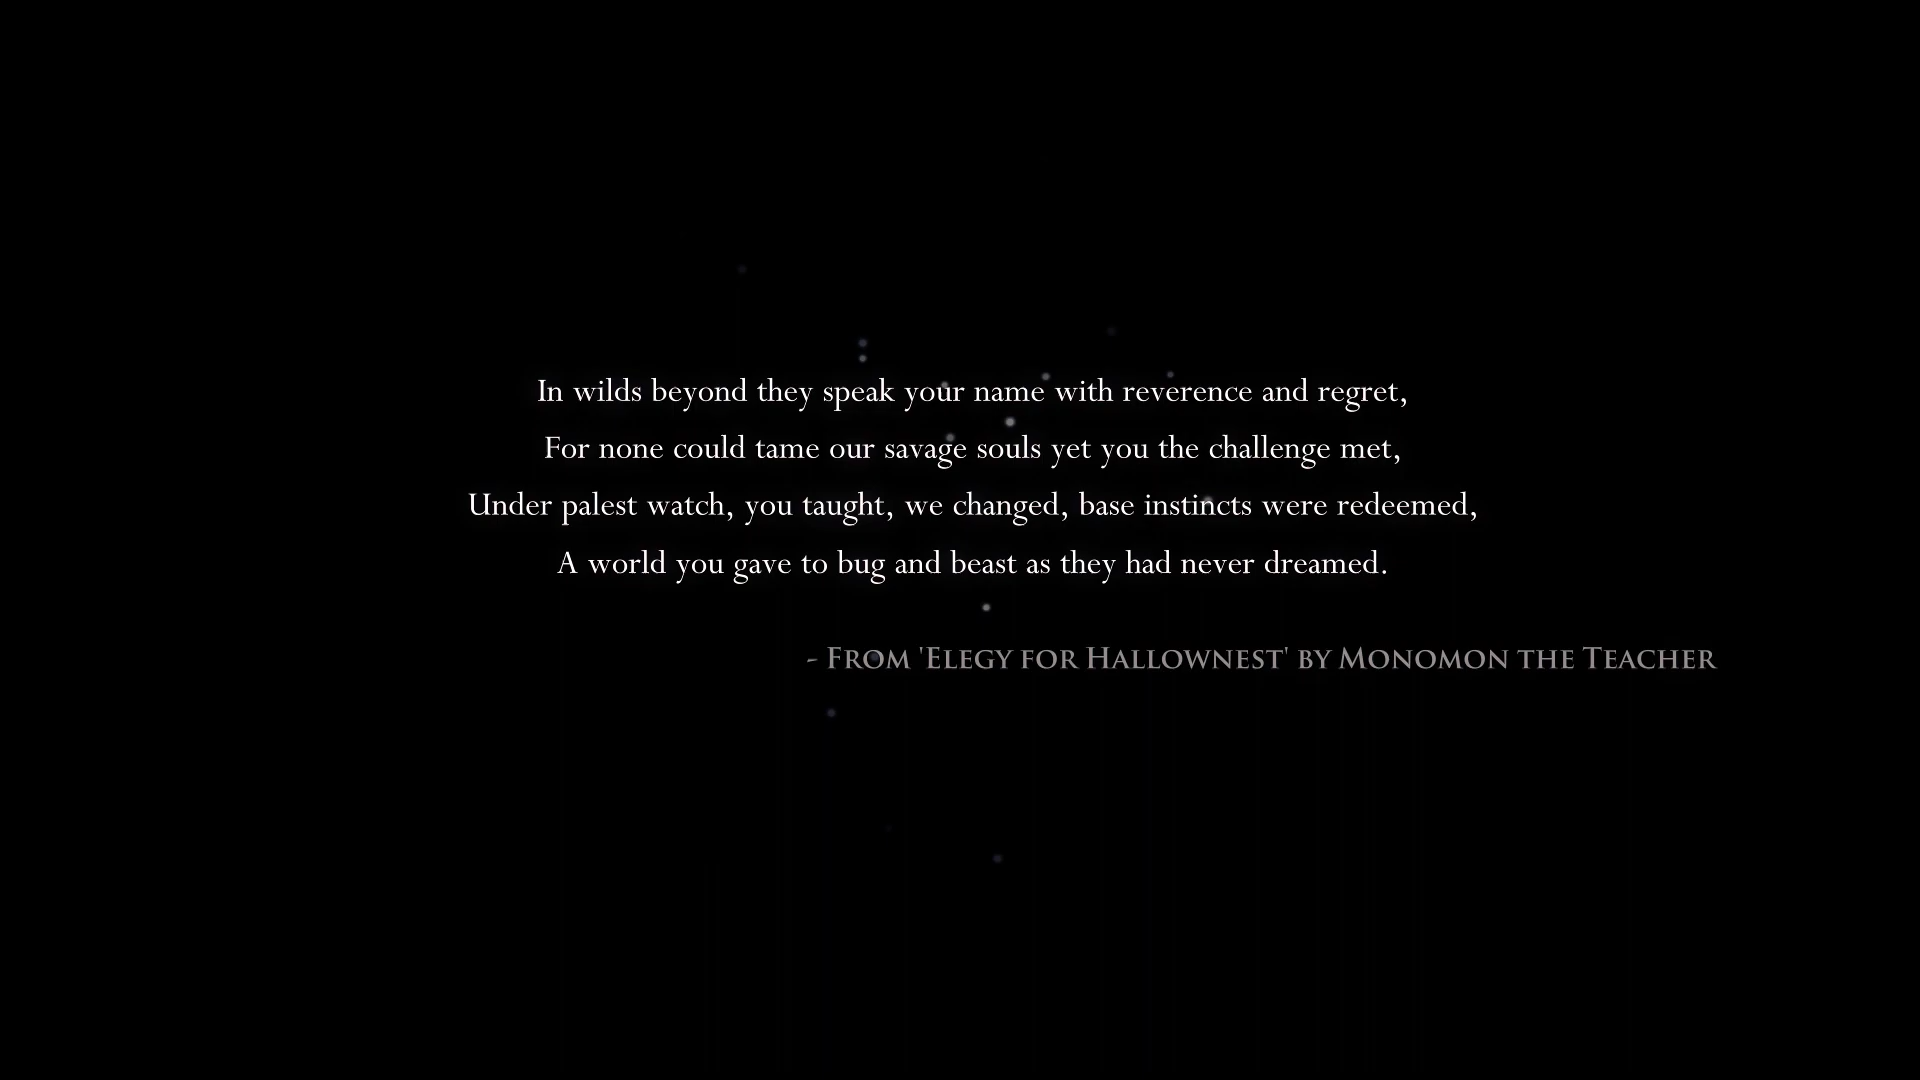 In wilds beyond they speak your name with reverence and regret,
For none could tame our savage souls yet you the challenge met,
Under palest watch, you taught, we changed, base instincts were redeemed,
A world you gave to bug and beast as they had never dreamed.
- From 'Elegy for Hallownest' by Monomon the Teacher